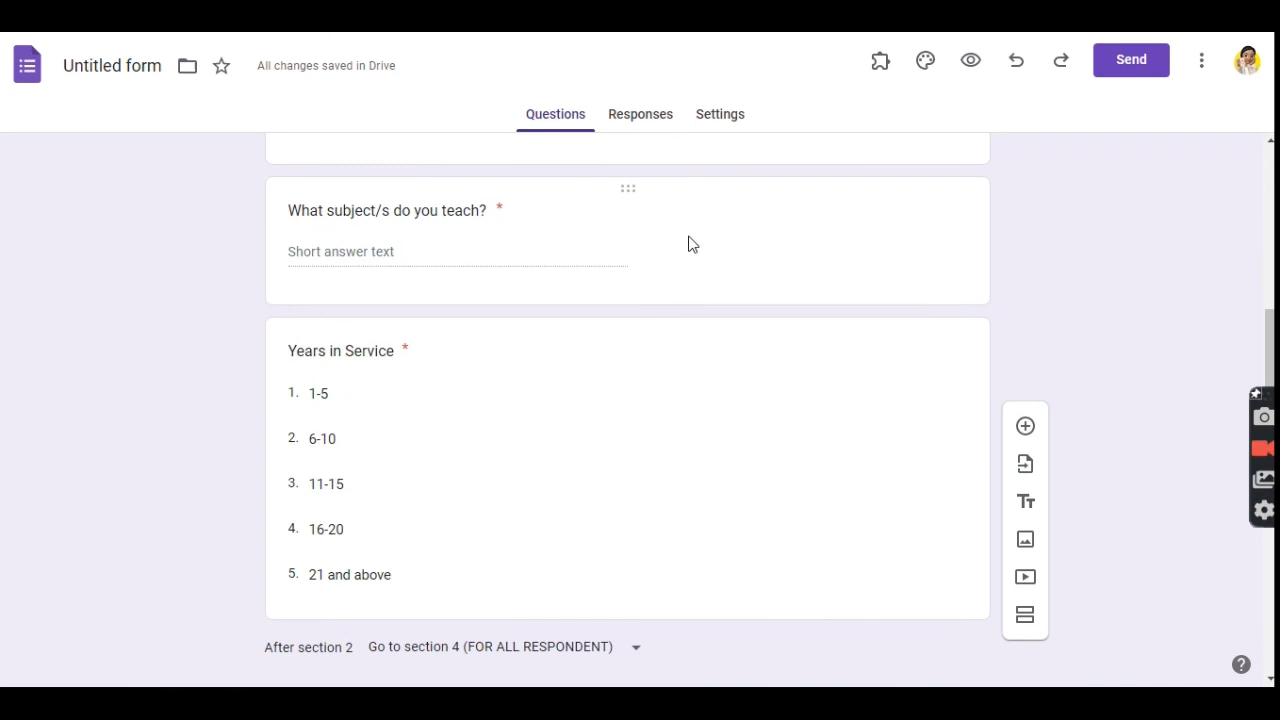 Untitled form
All changes saved in Drive
Send
Questions Responses Settings
What subject/s do you teach? *
Short answer text
Years in Service *
1. 1-5
2. 6-10
3. 11-15
4. 16-20
5. 21 and above
Tт
After section 2 Go to section 4 (FOR ALL RESPONDENT)
?